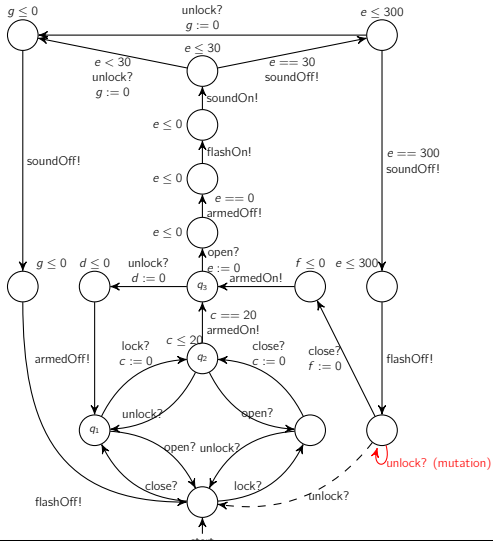 g ≤ 0
unlock?
g := 0
e ≤ 300
e ≤ 30
e < 30
unlock?
g := 0
e == 30
soundOff!
soundOn!
e ≤ 0
flashOn!
soundOff!
e == 300
soundOff!
e ≤ 0
e == 0
armedOff!
e ≤ 0
open?
e := 0
g ≤ 0
d ≤ 0
unlock?
d := 0
q3
armedOn!
f ≤ 0
e ≤ 300
c == 20
armedOn!
lock?
c := 0
c ≤ 20
q2
close?
c := 0
close?
f := 0
armedOff!
flashOff!
unlock?
open?
q1
open?
unlock?
unlock? (mutation)
close?
lock?
unlock?
flashOff!